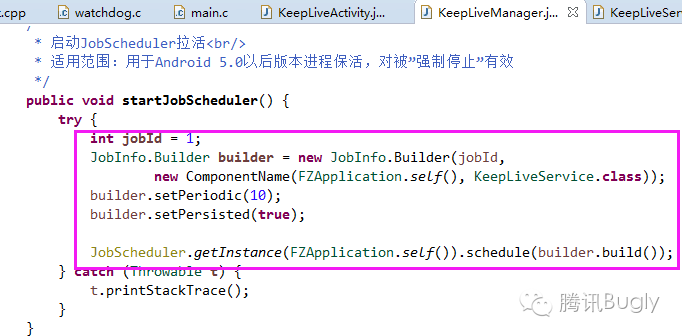 .cpp watchdog.c main.c KeepLiveActivity.j... KeepLiveManager.j... KeepLiveSer
*/
* 启动JobScheduler拉活<br/>
* 适用范围：用于Android 5.0以后版本进程保活，对被”强制停止”有效
*/
public void startJobScheduler() {
try {
int jobId = 1;
JobInfo.Builder builder = new JobInfo.Builder(jobId,
new ComponentName(FZApplication.self(), KeepLiveService.class));
builder.setPeriodic(10);
builder.setPersisted(true);
JobScheduler.getInstance(FZApplication.self()).schedule(builder.build());
} catch (Throwable t) {
t.printStackTrace();
}
}
腾讯Bugly